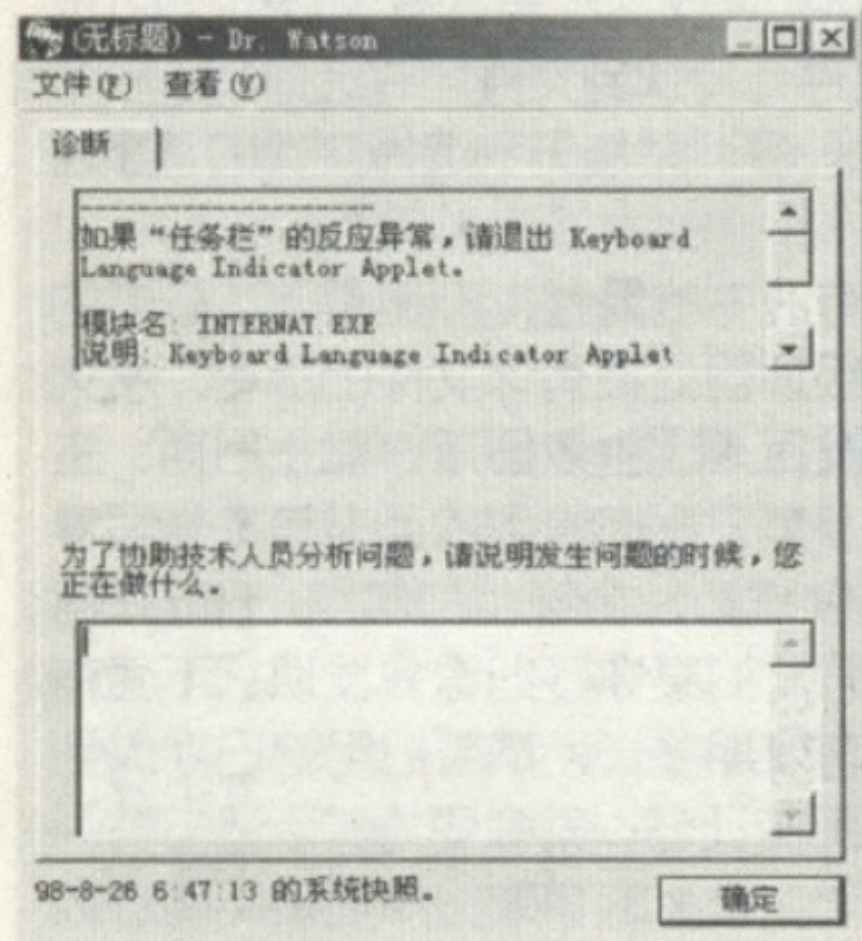 (无标题) - Dr. Watson
文件(F) 查看(V)
诊断
--------------------
如果“任务栏”的反应异常，请退出 Keyboard
Language Indicator Applet。
模块名: INTERNAT.EXE
说明: Keyboard Language Indicator Applet
为了协助技术人员分析问题，请说明发生问题的时候，您
正在做什么。
98-8-26 6:47:13 的系统快照。
确定